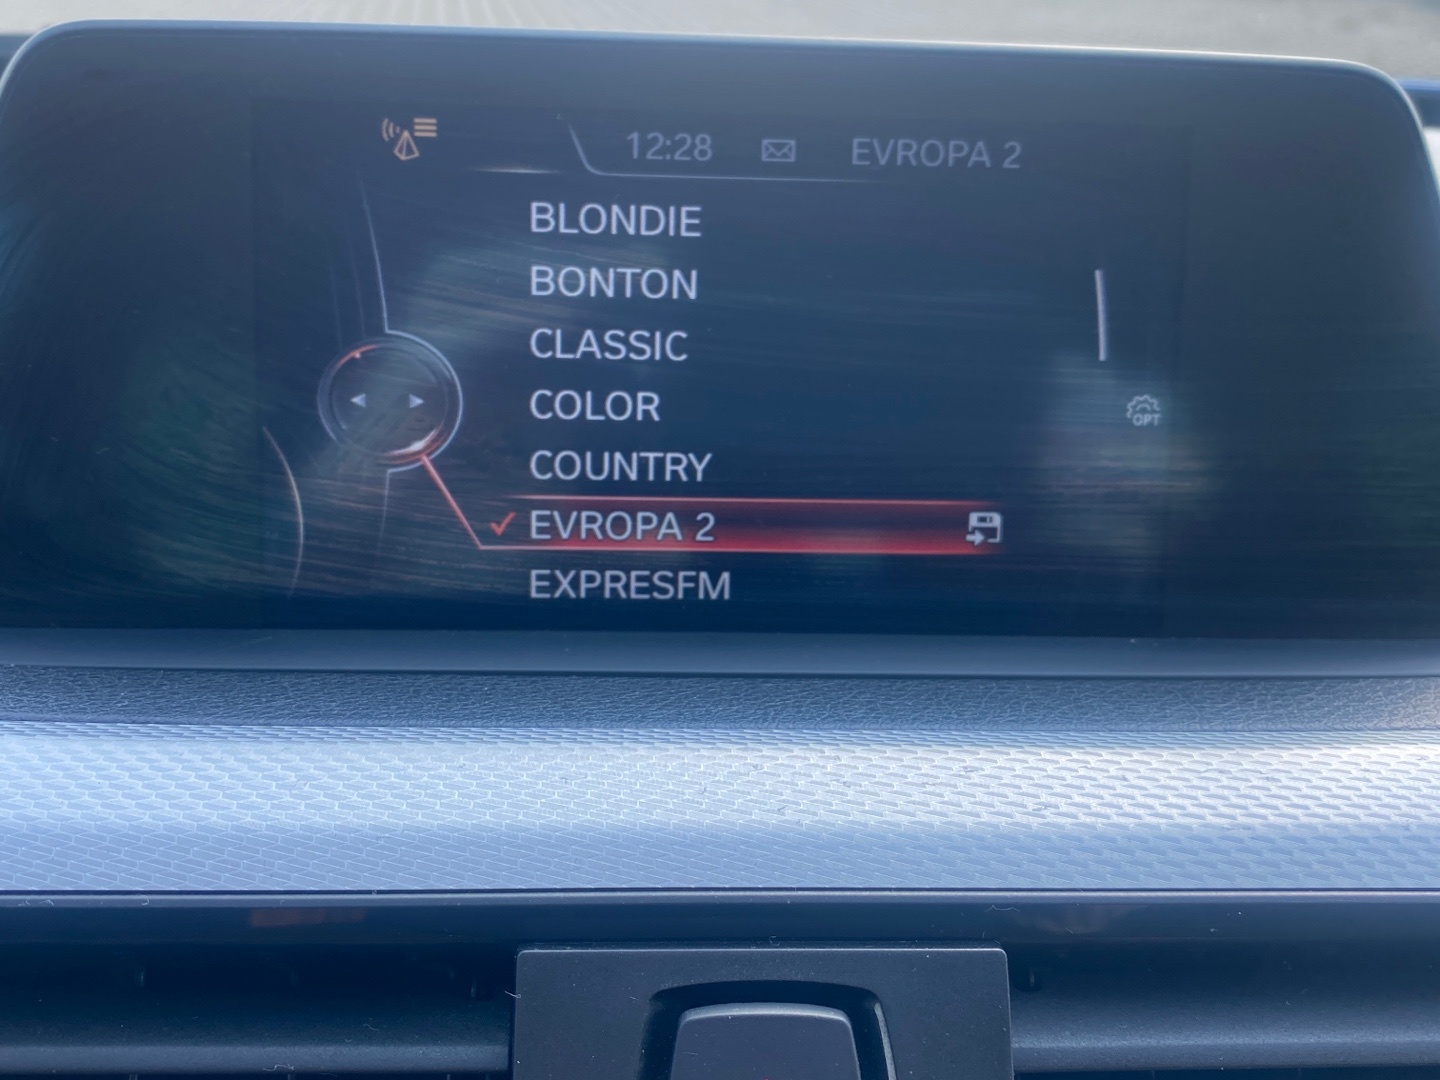 12:28 EVROPA 2
BLONDIE
BONTON
CLASSIC
COLOR
OPT
COUNTRY
EVROPA 2
EXPRESFM